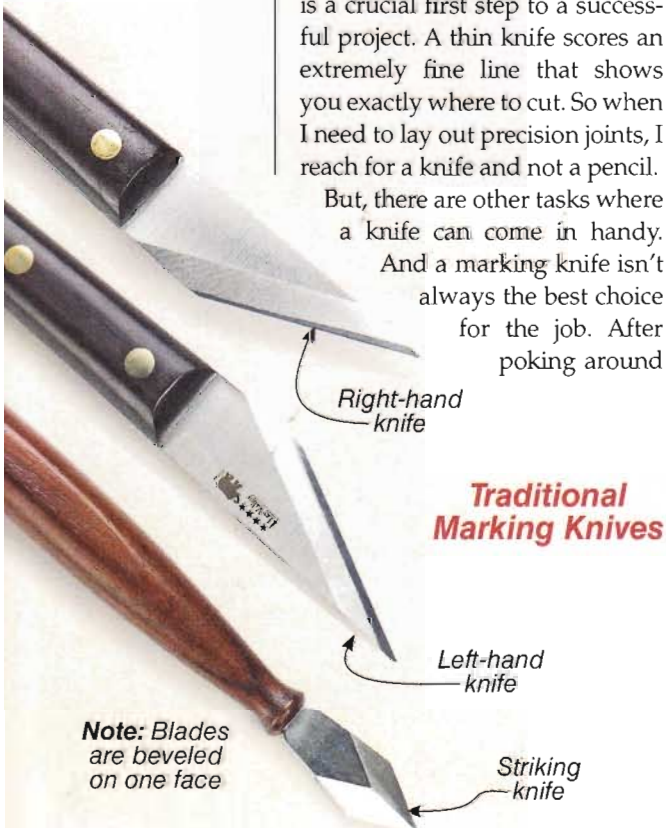 is a crucial first step to a success-
ful project. A thin knife scores an
extremely fine line that shows
you exactly where to cut. So when
I need to lay out precision joints, I
reach for a knife and not a pencil.
But, there are other tasks where
a knife can come in handy.
And a marking knife isn't
always the best choice
for the job. After
poking around
Right-hand
knife
Traditional
Marking Knives
Left-hand
knife
Note: Blades
are beveled
on one face
Striking
knife